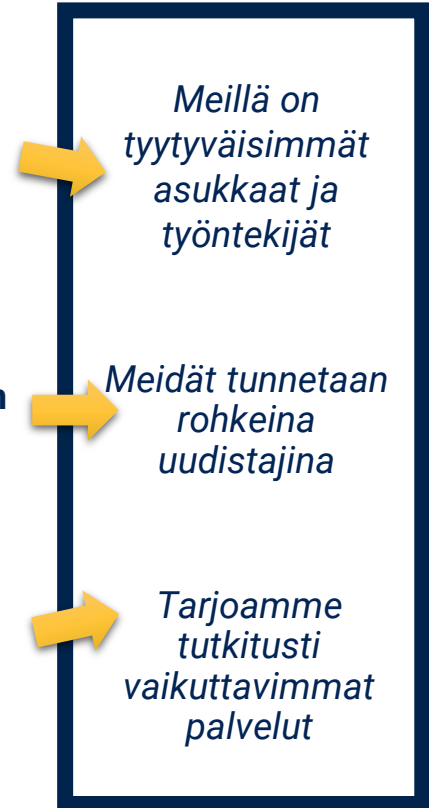 Meillä on
tyytyväisimmät
asukkaat ja
työntekijät
n
Meidät tunnetaan
rohkeina
uudistajina
Tarjoamme
tutkitusti
vaikuttavimmat
palvelut